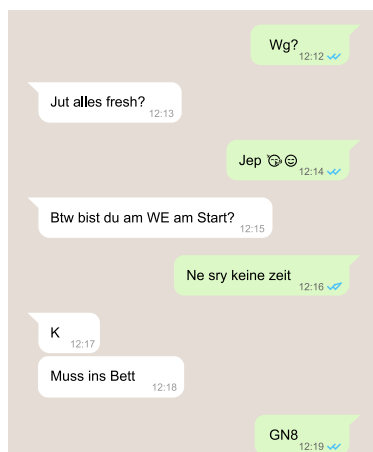 Wg?
12:12
Jut alles fresh?
12:13
Jep 😘😊
12:14
Btw bist du am WE am Start?
12:15
Ne sry keine zeit
12:16
K
12:17
Muss ins Bett
12:18
GN8
12:19